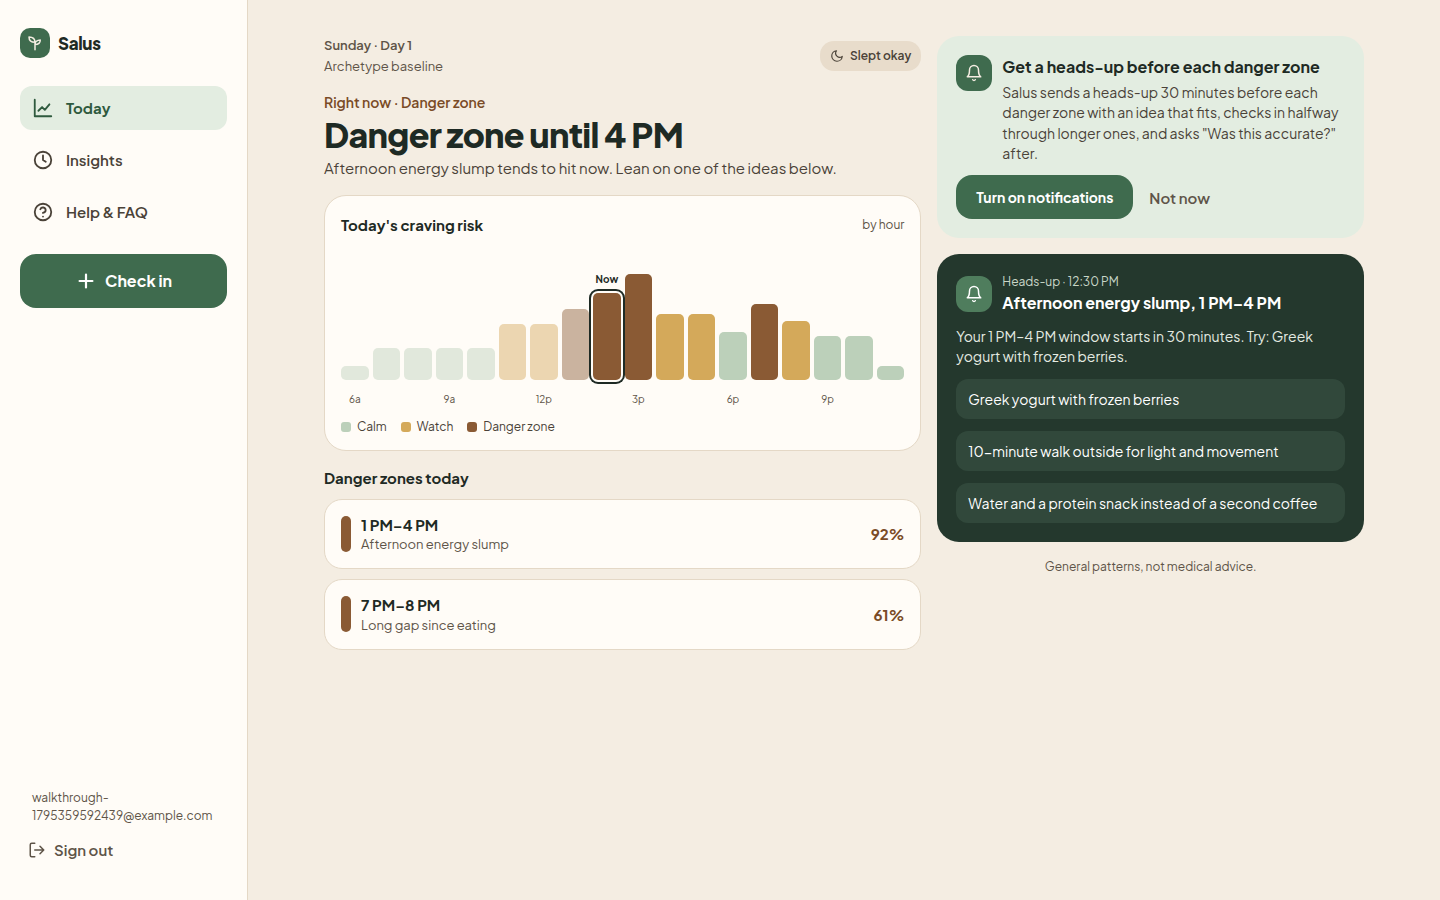 Salus
Today
Insights
Help & FAQ
Check in
walkthrough-
1795359592439@example.com
Sign out
Sunday · Day 1
Archetype baseline
Slept okay
Right now · Danger zone
Danger zone until 4 PM
Afternoon energy slump tends to hit now. Lean on one of the ideas below.
Today's craving risk
by hour
Now
6a 9a 12p 3p 6p 9p
Calm Watch Danger zone
Danger zones today
1 PM–4 PM
Afternoon energy slump
92%
7 PM–8 PM
Long gap since eating
61%
Get a heads-up before each danger zone
Salus sends a heads-up 30 minutes before each
danger zone with an idea that fits, checks in halfway
through longer ones, and asks "Was this accurate?"
after.
Turn on notifications
Not now
Heads-up · 12:30 PM
Afternoon energy slump, 1 PM–4 PM
Your 1 PM–4 PM window starts in 30 minutes. Try: Greek
yogurt with frozen berries.
Greek yogurt with frozen berries
10-minute walk outside for light and movement
Water and a protein snack instead of a second coffee
General patterns, not medical advice.